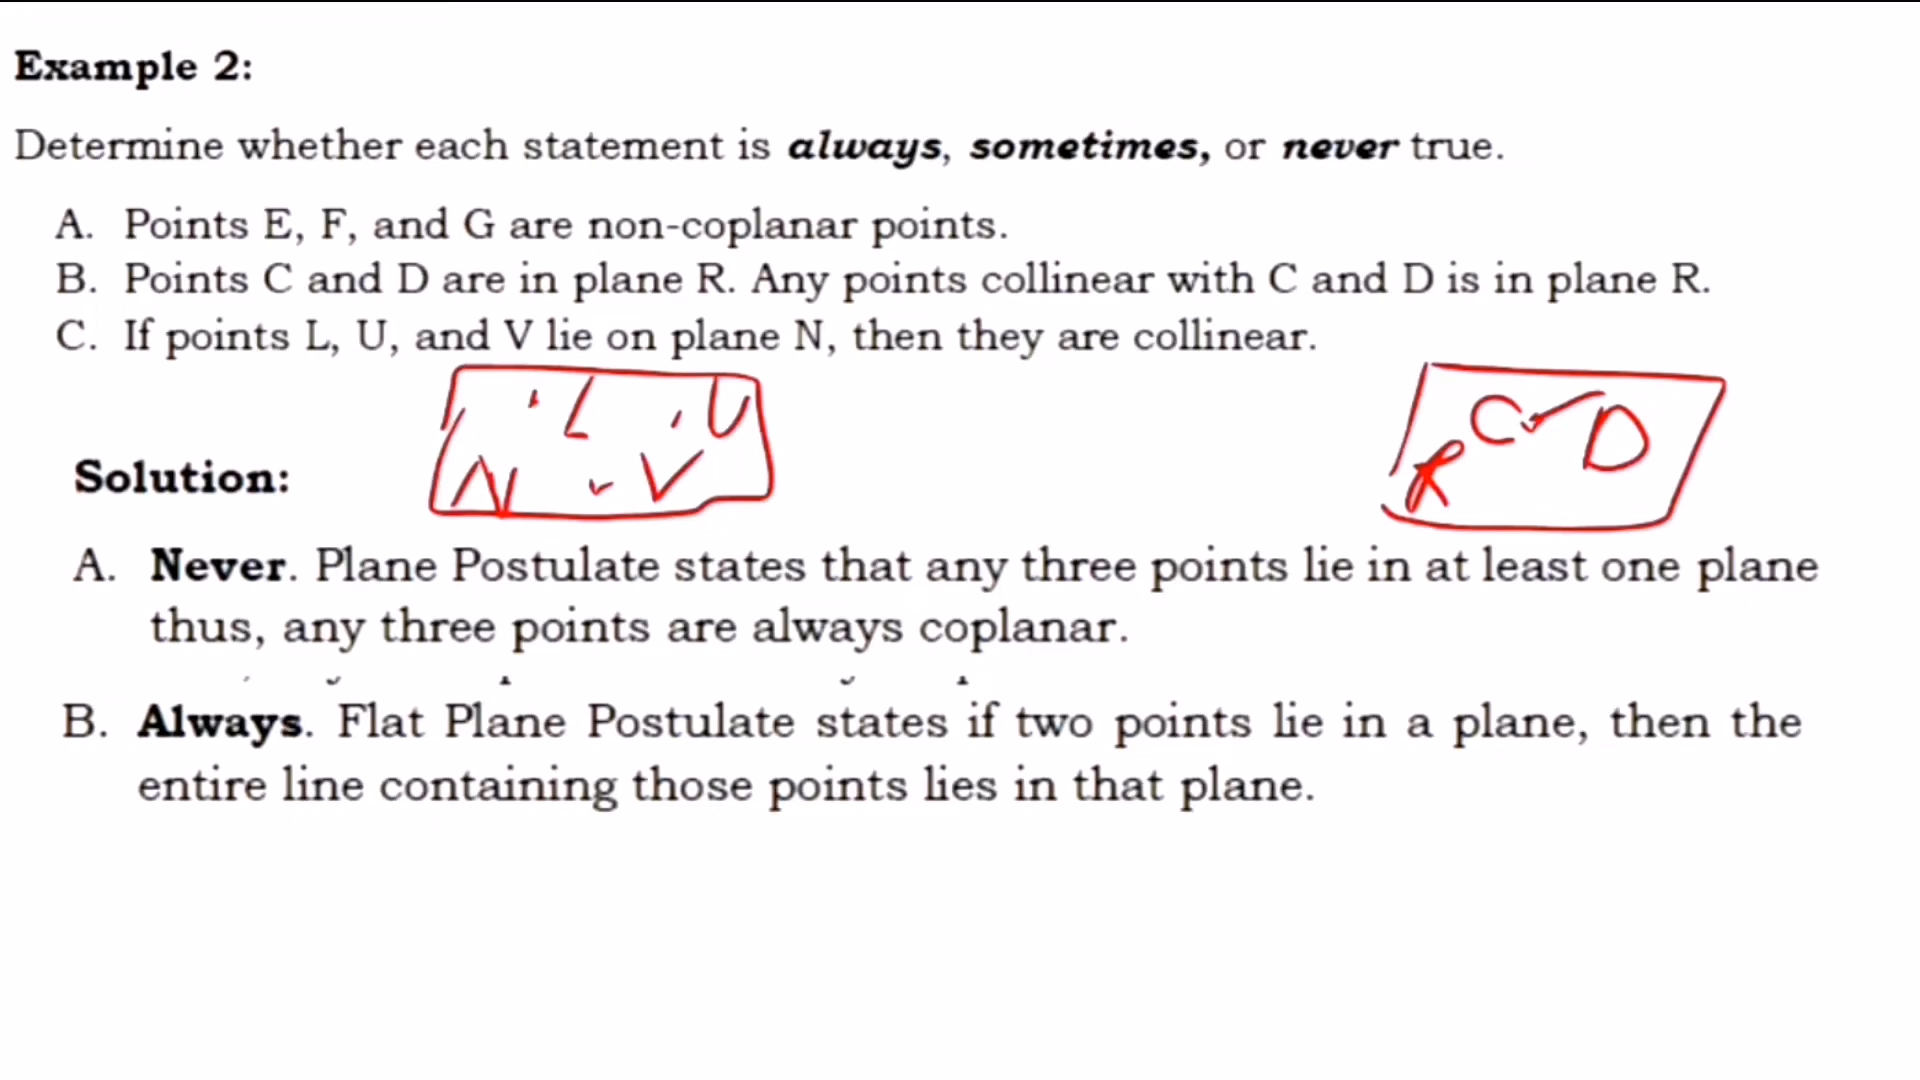 Example 2:
Determine whether each statement is always, sometimes, or never true.
A. Points E, F, and G are non-coplanar points.
B. Points C and D are in plane R. Any points collinear with C and D is in plane R.
C. If points L, U, and V lie on plane N, then they are collinear.
L U
N V
C D
R
Solution:
A. Never. Plane Postulate states that any three points lie in at least one plane
thus, any three points are always coplanar.
B. Always. Flat Plane Postulate states if two points lie in a plane, then the
entire line containing those points lies in that plane.